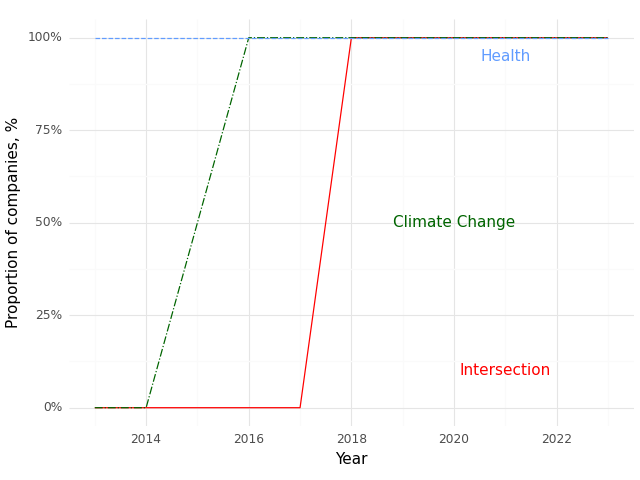 100%
Health
75%
Proportion of companies, %
50%
Climate Change
25%
Intersection
0%
2014
2016
2018
2020
2022
Year